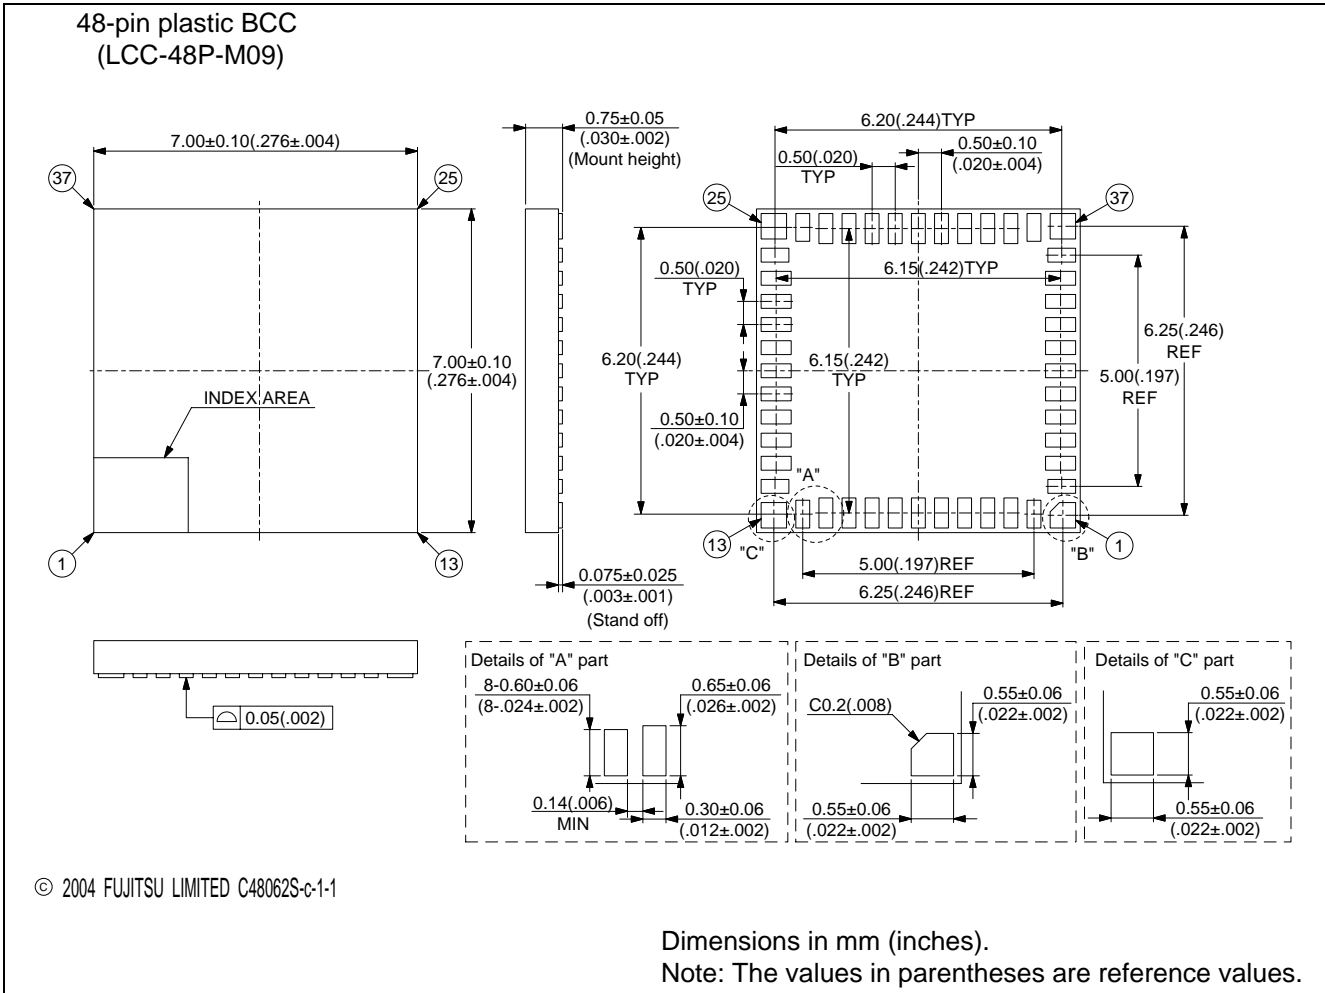 48-pin plastic BCC
(LCC-48P-M09)
7.00±0.10(.276±.004)
37
25
7.00±0.10
(.276±.004)
INDEX AREA
1
13
0.75±0.05
(.030±.002)
(Mount height)
0.075±0.025
(.003±.001)
(Stand off)
6.20(.244)TYP
0.50(.020)
TYP
0.50±0.10
(.020±.004)
25
37
0.50(.020)
TYP
6.15(.242)TYP
6.20(.244)
TYP
6.15(.242)
TYP
6.25(.246)
REF
5.00(.197)
REF
0.50±0.10
(.020±.004)
"A"
13
"C"
"B"
1
5.00(.197)REF
6.25(.246)REF
0.05(.002)
Details of "A" part
8-0.60±0.06
(8-.024±.002)
0.65±0.06
(.026±.002)
0.14(.006)
MIN
0.30±0.06
(.012±.002)
Details of "B" part
C0.2(.008)
0.55±0.06
(.022±.002)
0.55±0.06
(.022±.002)
Details of "C" part
0.55±0.06
(.022±.002)
0.55±0.06
(.022±.002)
© 2004 FUJITSU LIMITED C48062S-c-1-1
Dimensions in mm (inches).
Note: The values in parentheses are reference values.